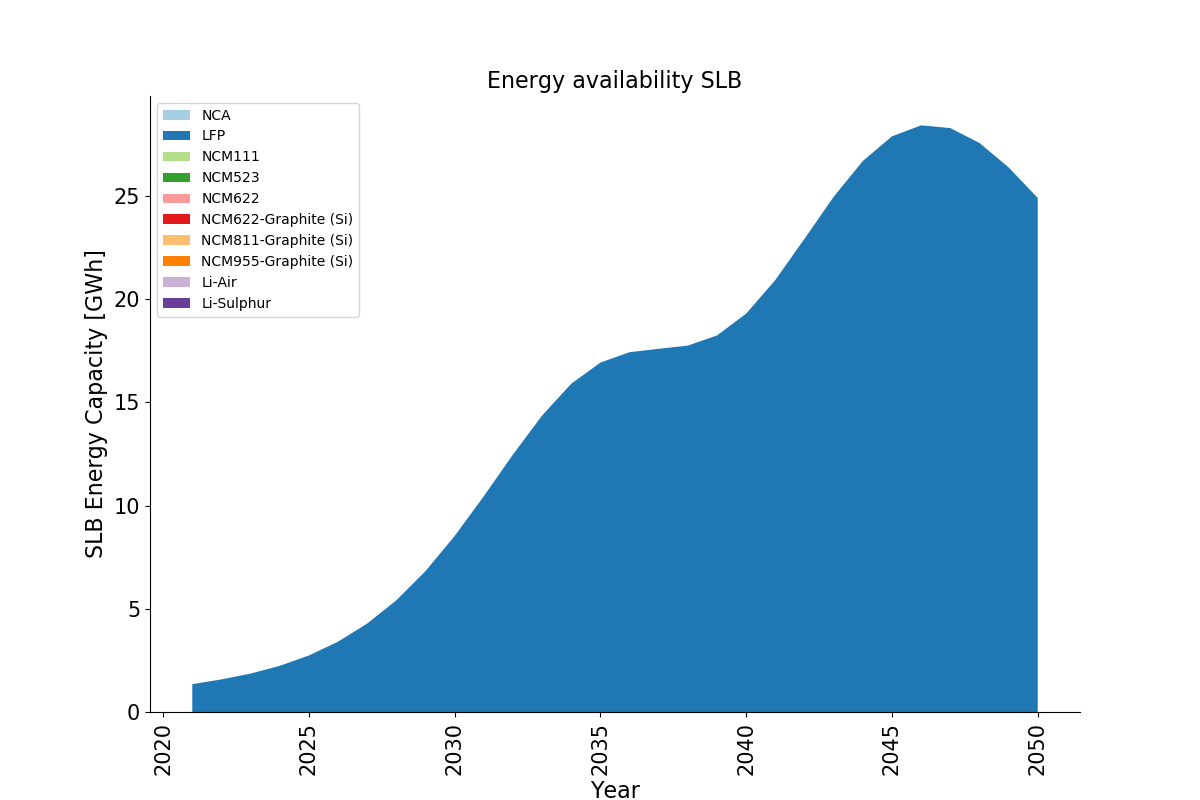 Energy availability SLB
NCA
LFP
NCM111
NCM523
NCM622
NCM622-Graphite (Si)
NCM811-Graphite (Si)
NCM955-Graphite (Si)
Li-Air
Li-Sulphur
SLB Energy Capacity [GWh]
25
20
15
10
5
0
2020
2025
2030
2035
2040
2045
2050
Year